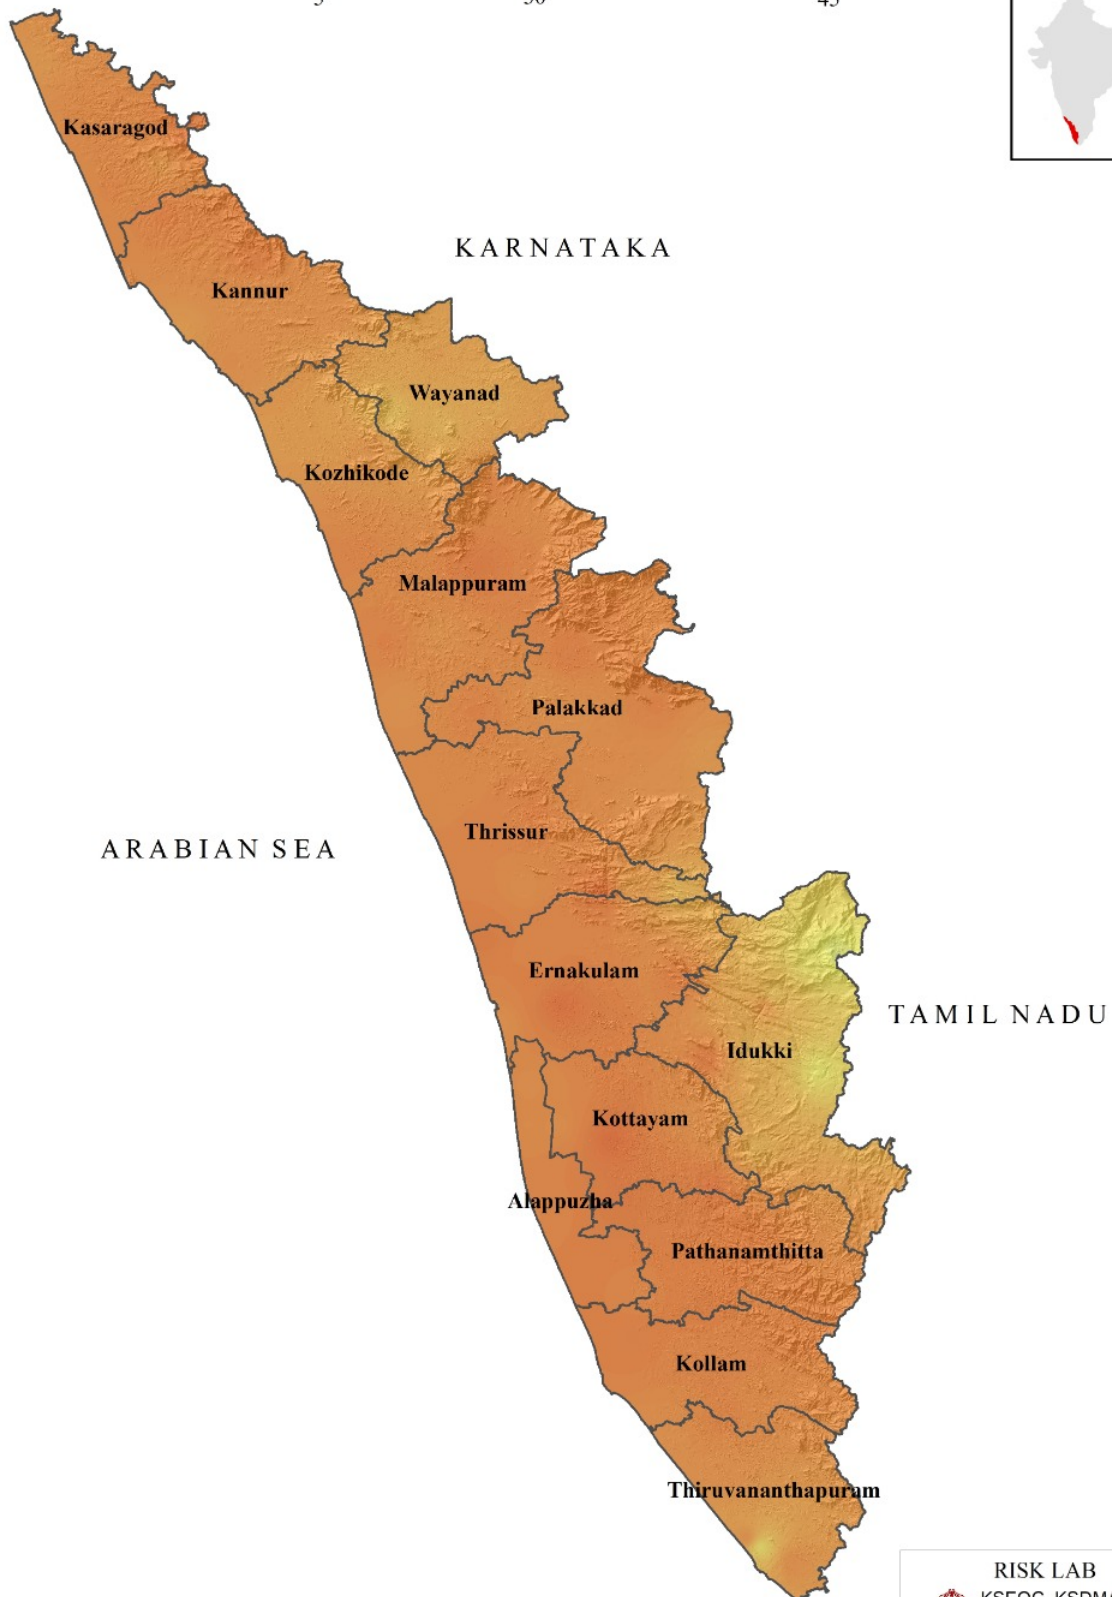 Kasaragod
KARNATAKA
Kannur
Wayanad
Kozhikode
Malappuram
Palakkad
Thrissur
ARABIAN SEA
Ernakulam
TAMIL NADU
Idukki
Kottayam
Alappuzha
Pathanamthitta
Kollam
Thiruvananthapuram
RISK LAB